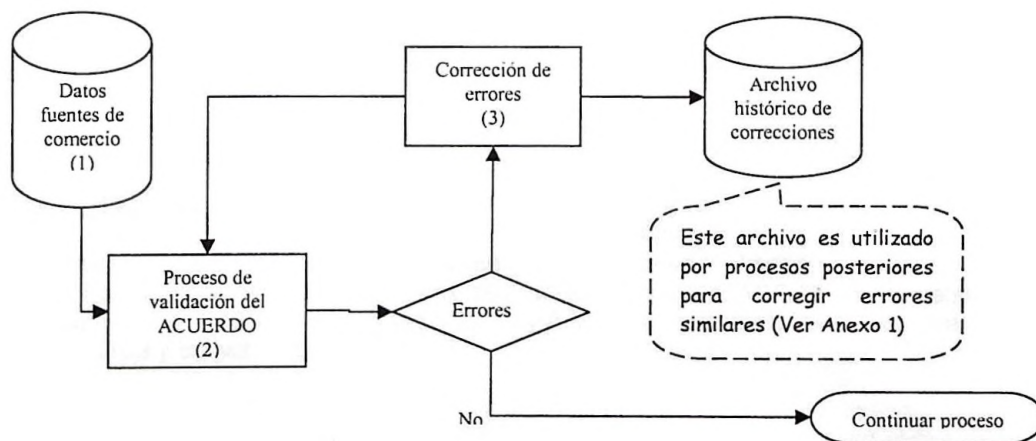 Datos
fuentes de
comercio
(1)
Corrección de
errores
(3)
Archivo
histórico de
correcciones
Este archivo es utilizado
por procesos posteriores
para corregir errores
similares (Ver Anexo 1)
Proceso de
validación del
ACUERDO
(2)
Errores
No
Continuar proceso